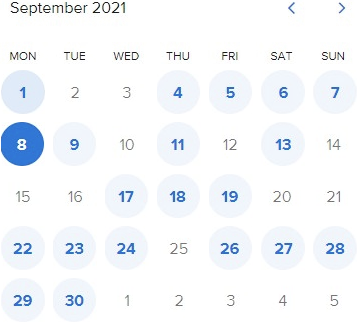 September 2021 < >
MON TUE WED THU FRI SAT SUN
1 2 3 4 5 6 7
8 9 10 11 12 13 14
15 16 17 18 19 20 21
22 23 24 25 26 27 28
29 30 1 2 3 4 5